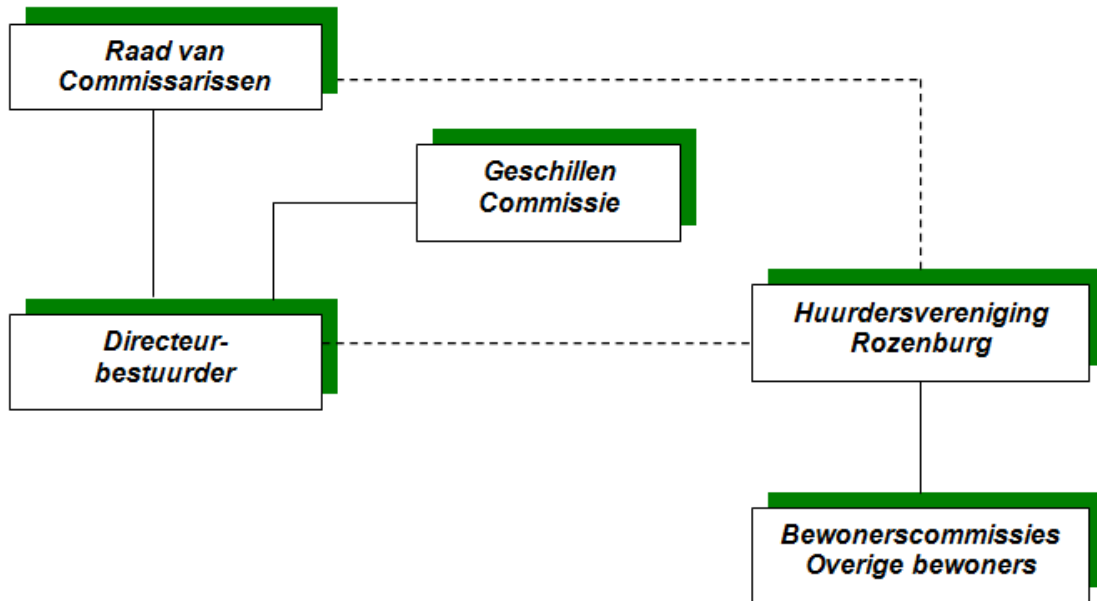 Raad van
Commissarissen
Geschillen
Commissie
Directeur-
bestuurder
Huurdersvereniging
Rozenburg
Bewonerscommissies
Overige bewoners